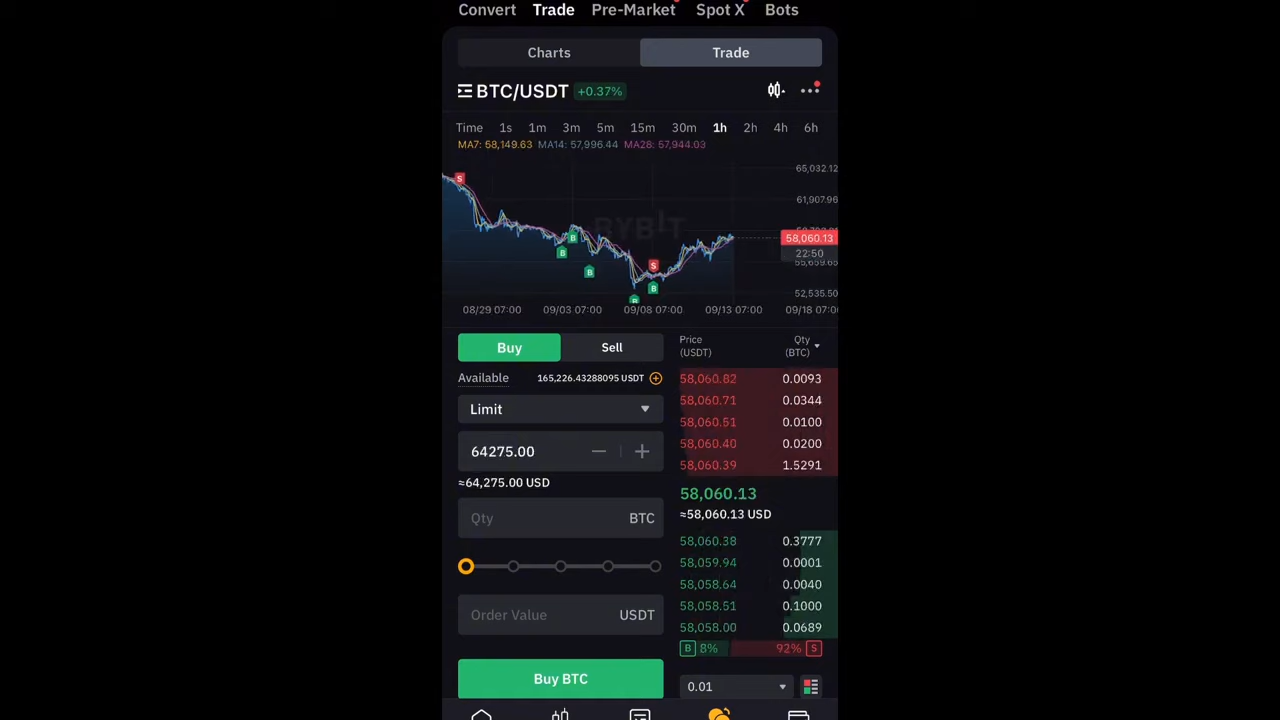 Convert Trade Pre-Market Spot X Bots
Charts Trade
BTC/USDT +0.37%
Time 1s 1m 3m 5m 15m 30m 1h 2h 4h 6h
MA7: 58,149.63 MA14: 57,996.44 MA28: 57,944.03
65,032.12
S
61,907.96
BYBIT
B
58,060.13
B
22:50
S
55,659.65
B
B
52,535.50
B
08/29 07:00 09/03 07:00 09/08 07:00 09/13 07:00 09/18 07:0
Buy Sell
Available 165,226.43288095 USDT
Limit
64275.00
≈64,275.00 USD
Qty BTC
Order Value USDT
Buy BTC
Price Qty
(USDT) (BTC)
58,060.82 0.0093
58,060.71 0.0344
58,060.51 0.0100
58,060.40 0.0200
58,060.39 1.5291
58,060.13
≈58,060.13 USD
58,060.38 0.3777
58,059.94 0.0001
58,058.64 0.0040
58,058.51 0.1000
58,058.00 0.0689
B 8% 92% S
0.01